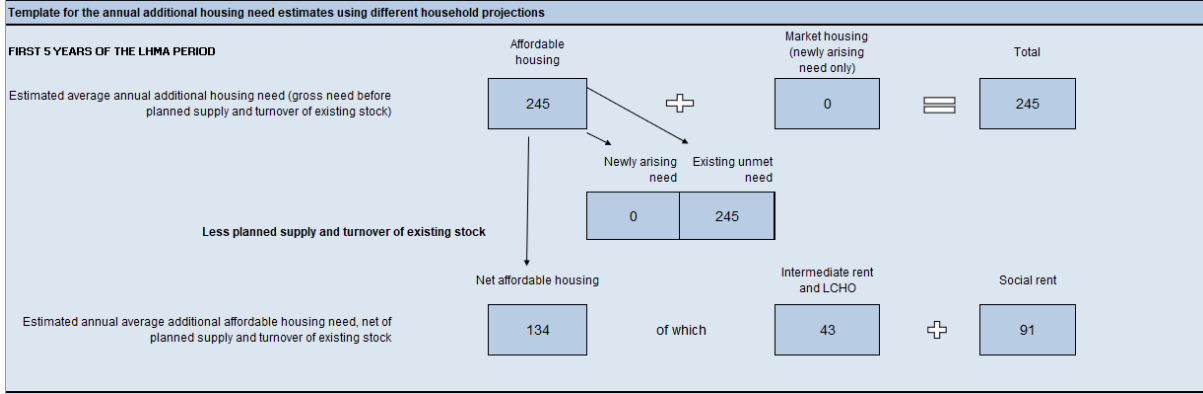 Template for the annual additional housing need estimates using different household projections
FIRST 5 YEARS OF THE LHMA PERIOD
Affordable
housing
Market housing
(newly arising
need only)
Total
Estimated average annual additional housing need (gross need before
planned supply and turnover of existing stock)
245
0
245
Newly arising
need
Existing unmet
need
0
245
Less planned supply and turnover of existing stock
Net affordable housing
Intermediate rent
and LCHO
Social rent
Estimated annual average additional affordable housing need, net of
planned supply and turnover of existing stock
134
of which
43
91